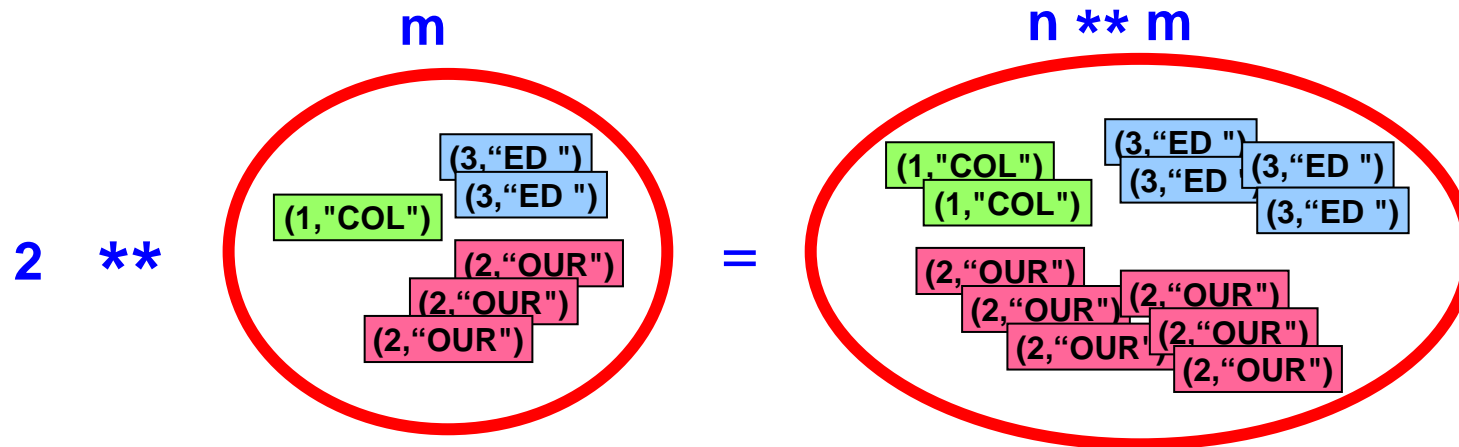 m
n ** m
(3,“ED ")
(3,“ED ")
(1,"COL")
(2,“OUR")
(2,“OUR")
(2,“OUR")
2 **
=
(1,"COL")
(1,"COL")
(3,“ED ")
(3,“ED "
(3,“ED ")
(3,“ED ")
(2,“OUR")
(2,“OUR")
(2,“OUR")
(2,“OUR")
(2,“OUR")
(2,“OUR")